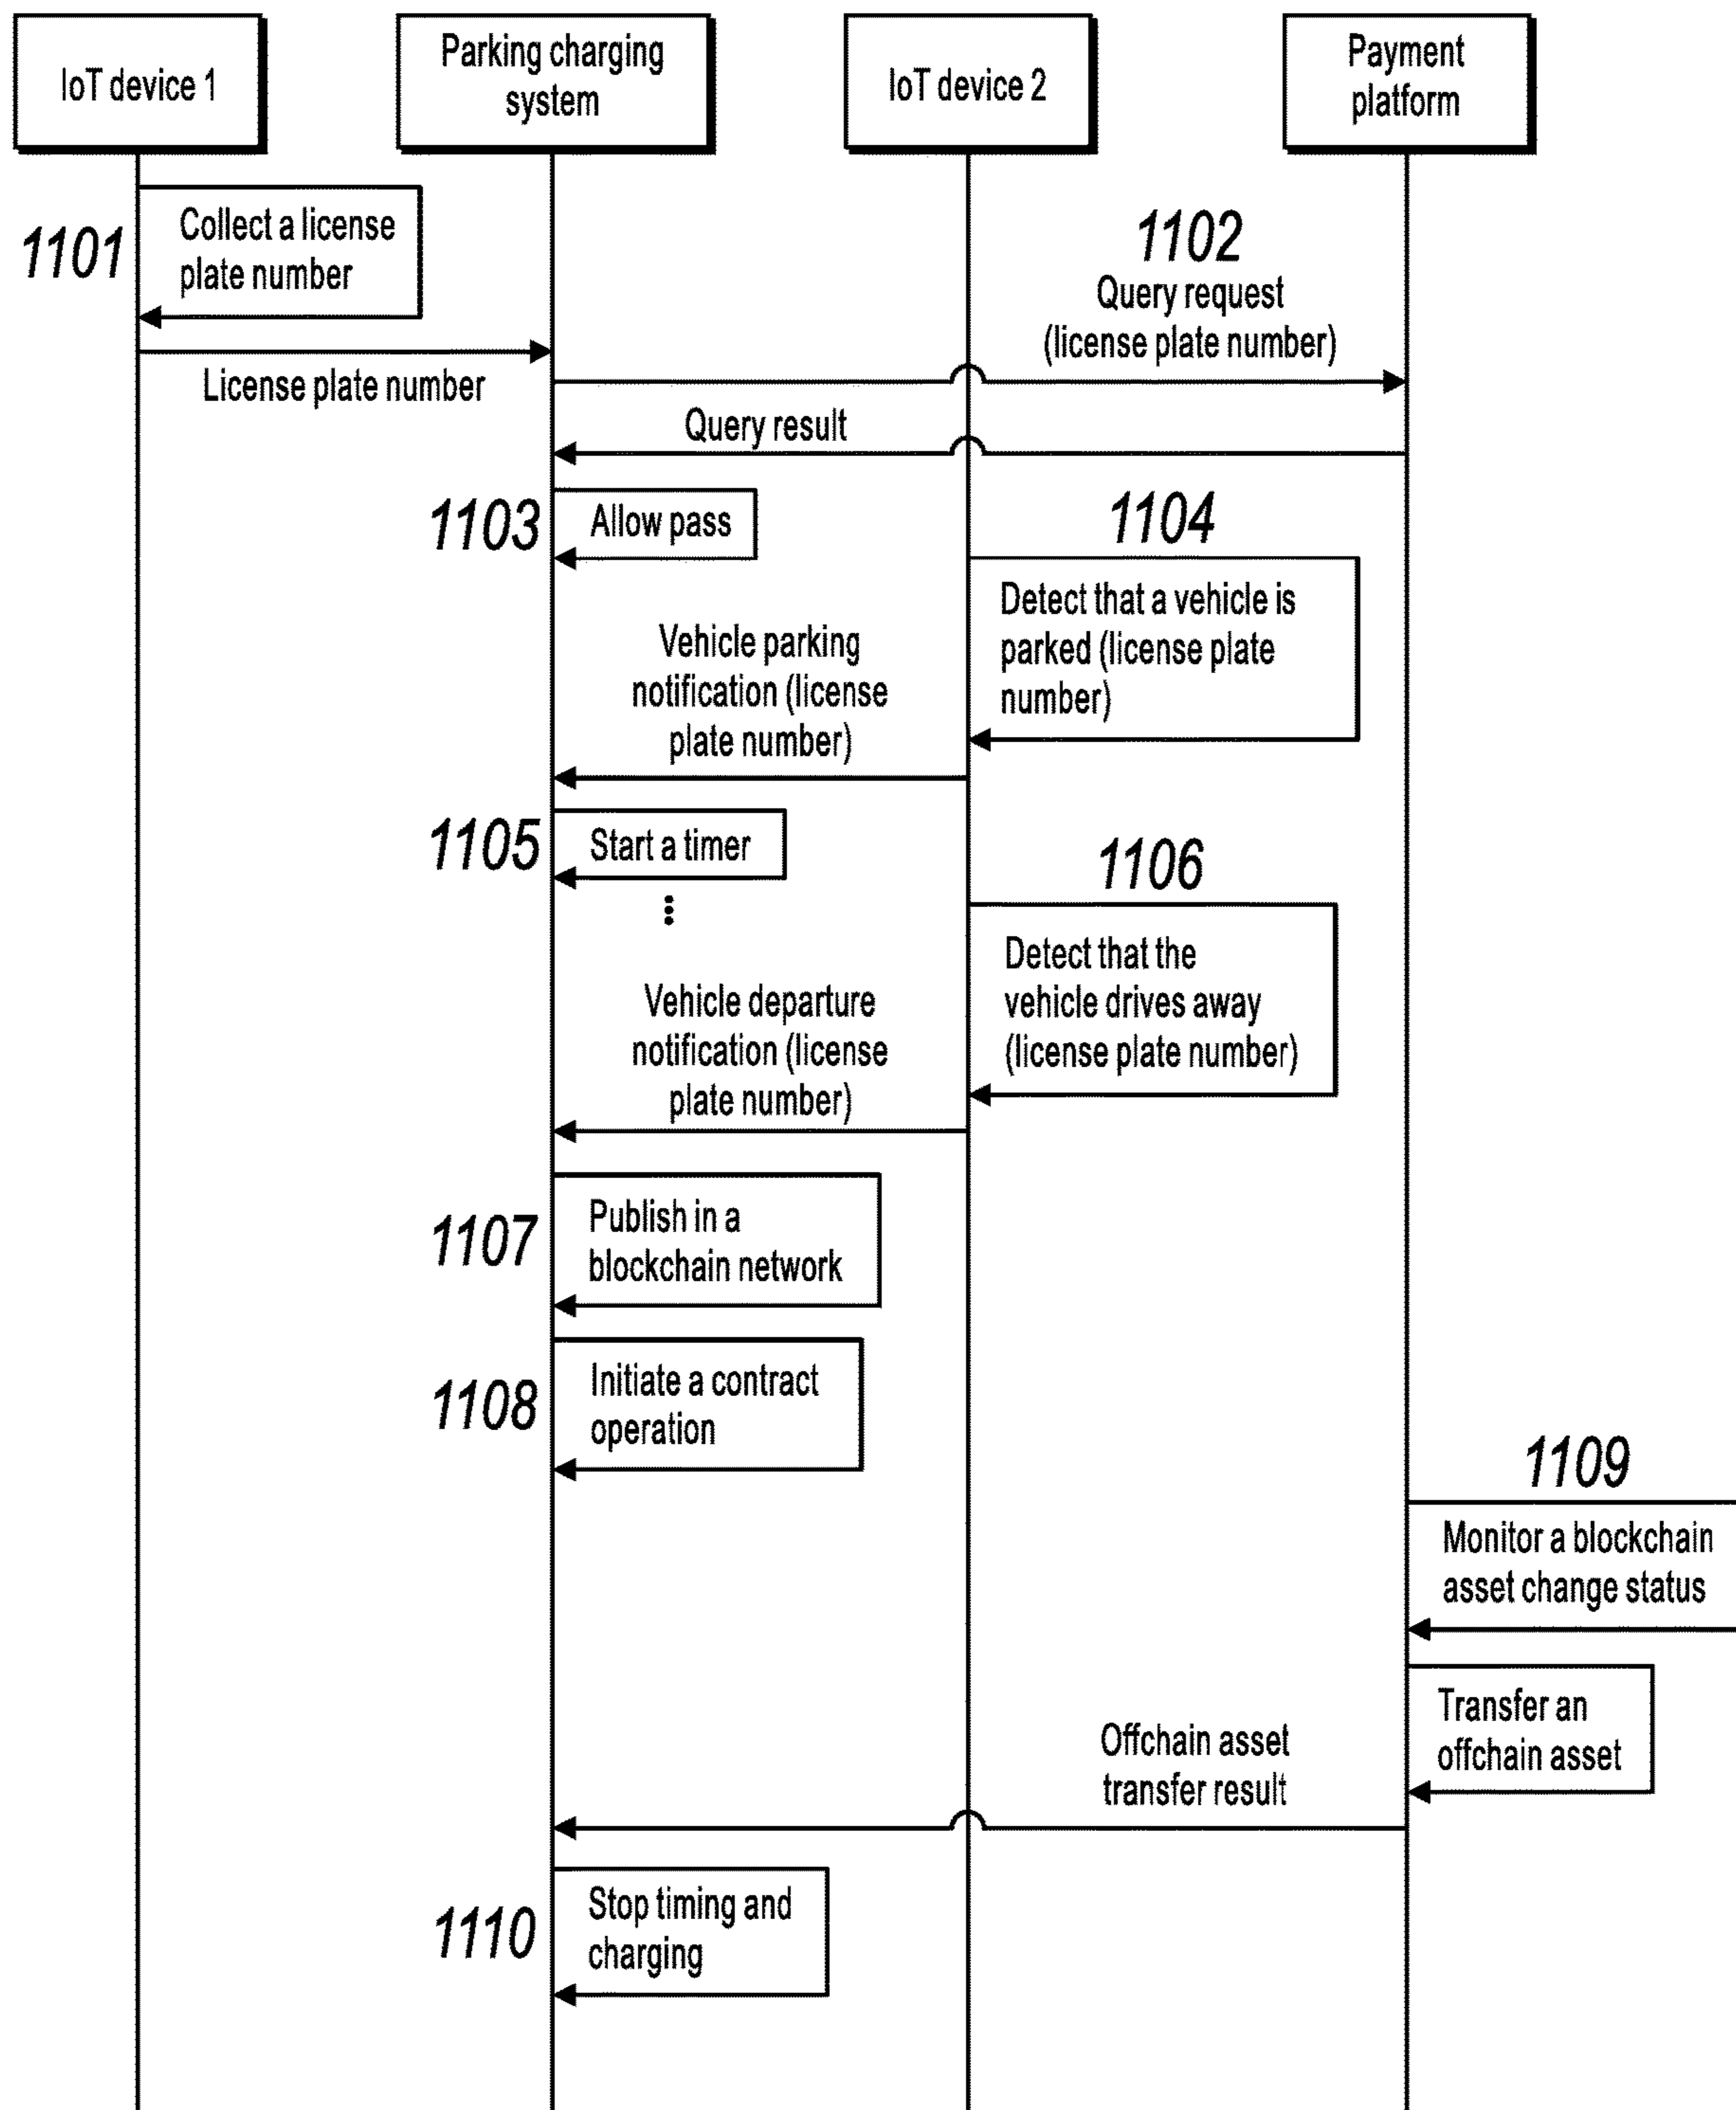 IoT device 1
Parking charging
system
IoT device 2
Payment
platform
1101
Collect a license
plate number
License plate number
1102
Query request
(license plate number)
Query result
1103
Allow pass
1104
Detect that a vehicle is
parked (license plate
number)
Vehicle parking
notification (license
plate number)
1105
Start a timer
1106
Detect that the
vehicle drives away
(license plate number)
Vehicle departure
notification (license
plate number)
1107
Publish in a
blockchain network
1108
Initiate a contract
operation
1109
Monitor a blockchain
asset change status
Transfer an
offchain asset
Offchain asset
transfer result
1110
Stop timing and
charging